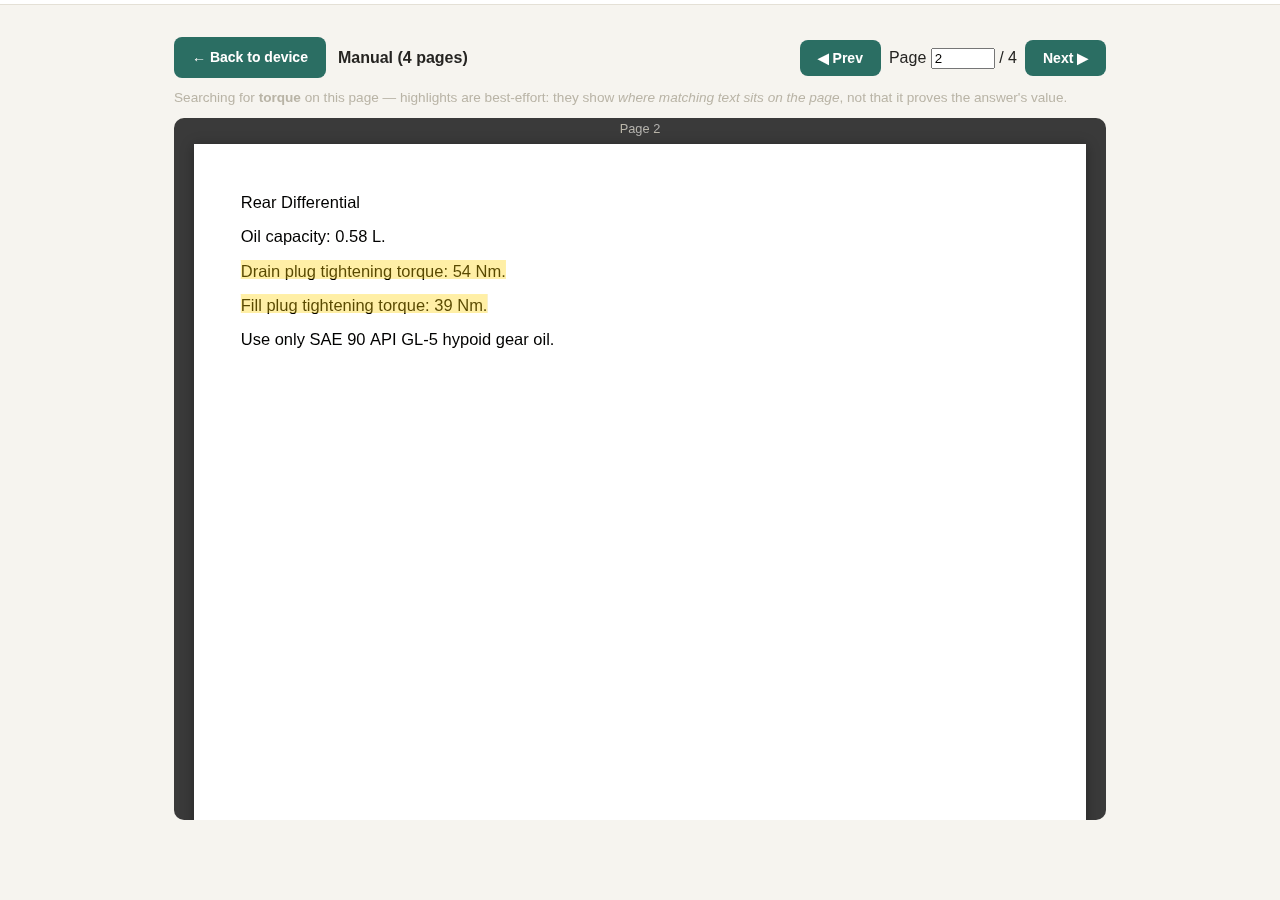 ← Back to device
Manual (4 pages)
◀ Prev
Page 2 / 4
Next ▶
Searching for torque on this page — highlights are best-effort: they show where matching text sits on the page, not that it proves the answer's value.
Page 2
Rear Differential
Oil capacity: 0.58 L.
Drain plug tightening torque: 54 Nm.
Fill plug tightening torque: 39 Nm.
Use only SAE 90 API GL-5 hypoid gear oil.